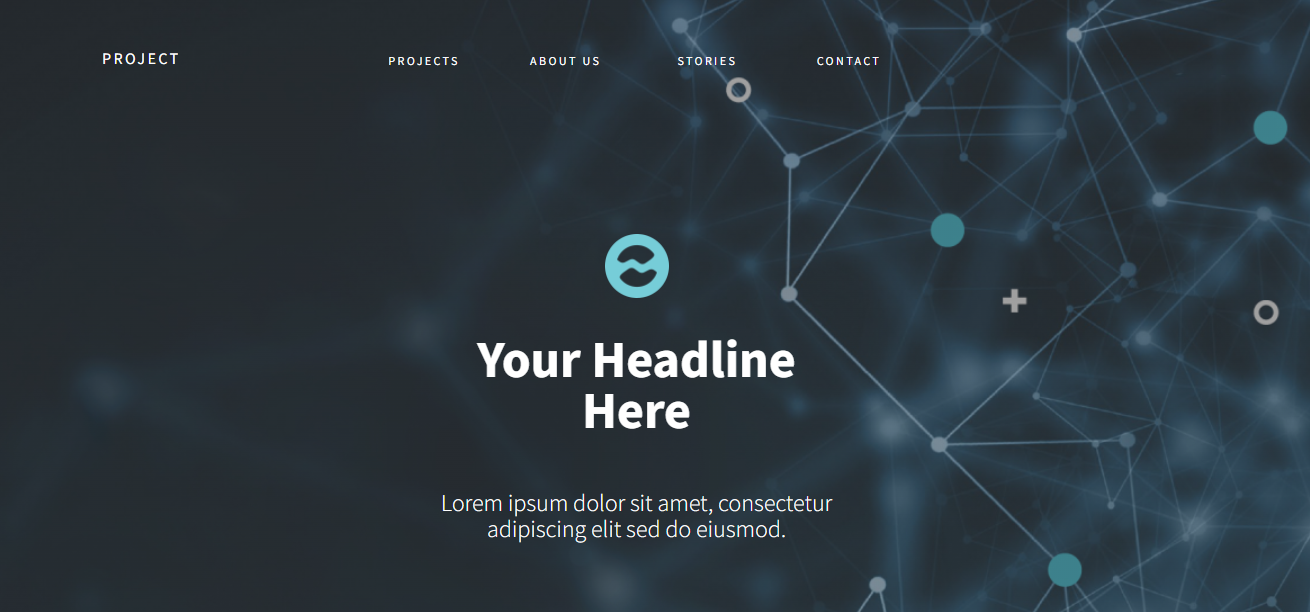 PROJECT
PROJECTS ABOUT US STORIES CONTACT
Your Headline
Here
Lorem ipsum dolor sit amet, consectetur
adipiscing elit sed do eiusmod.